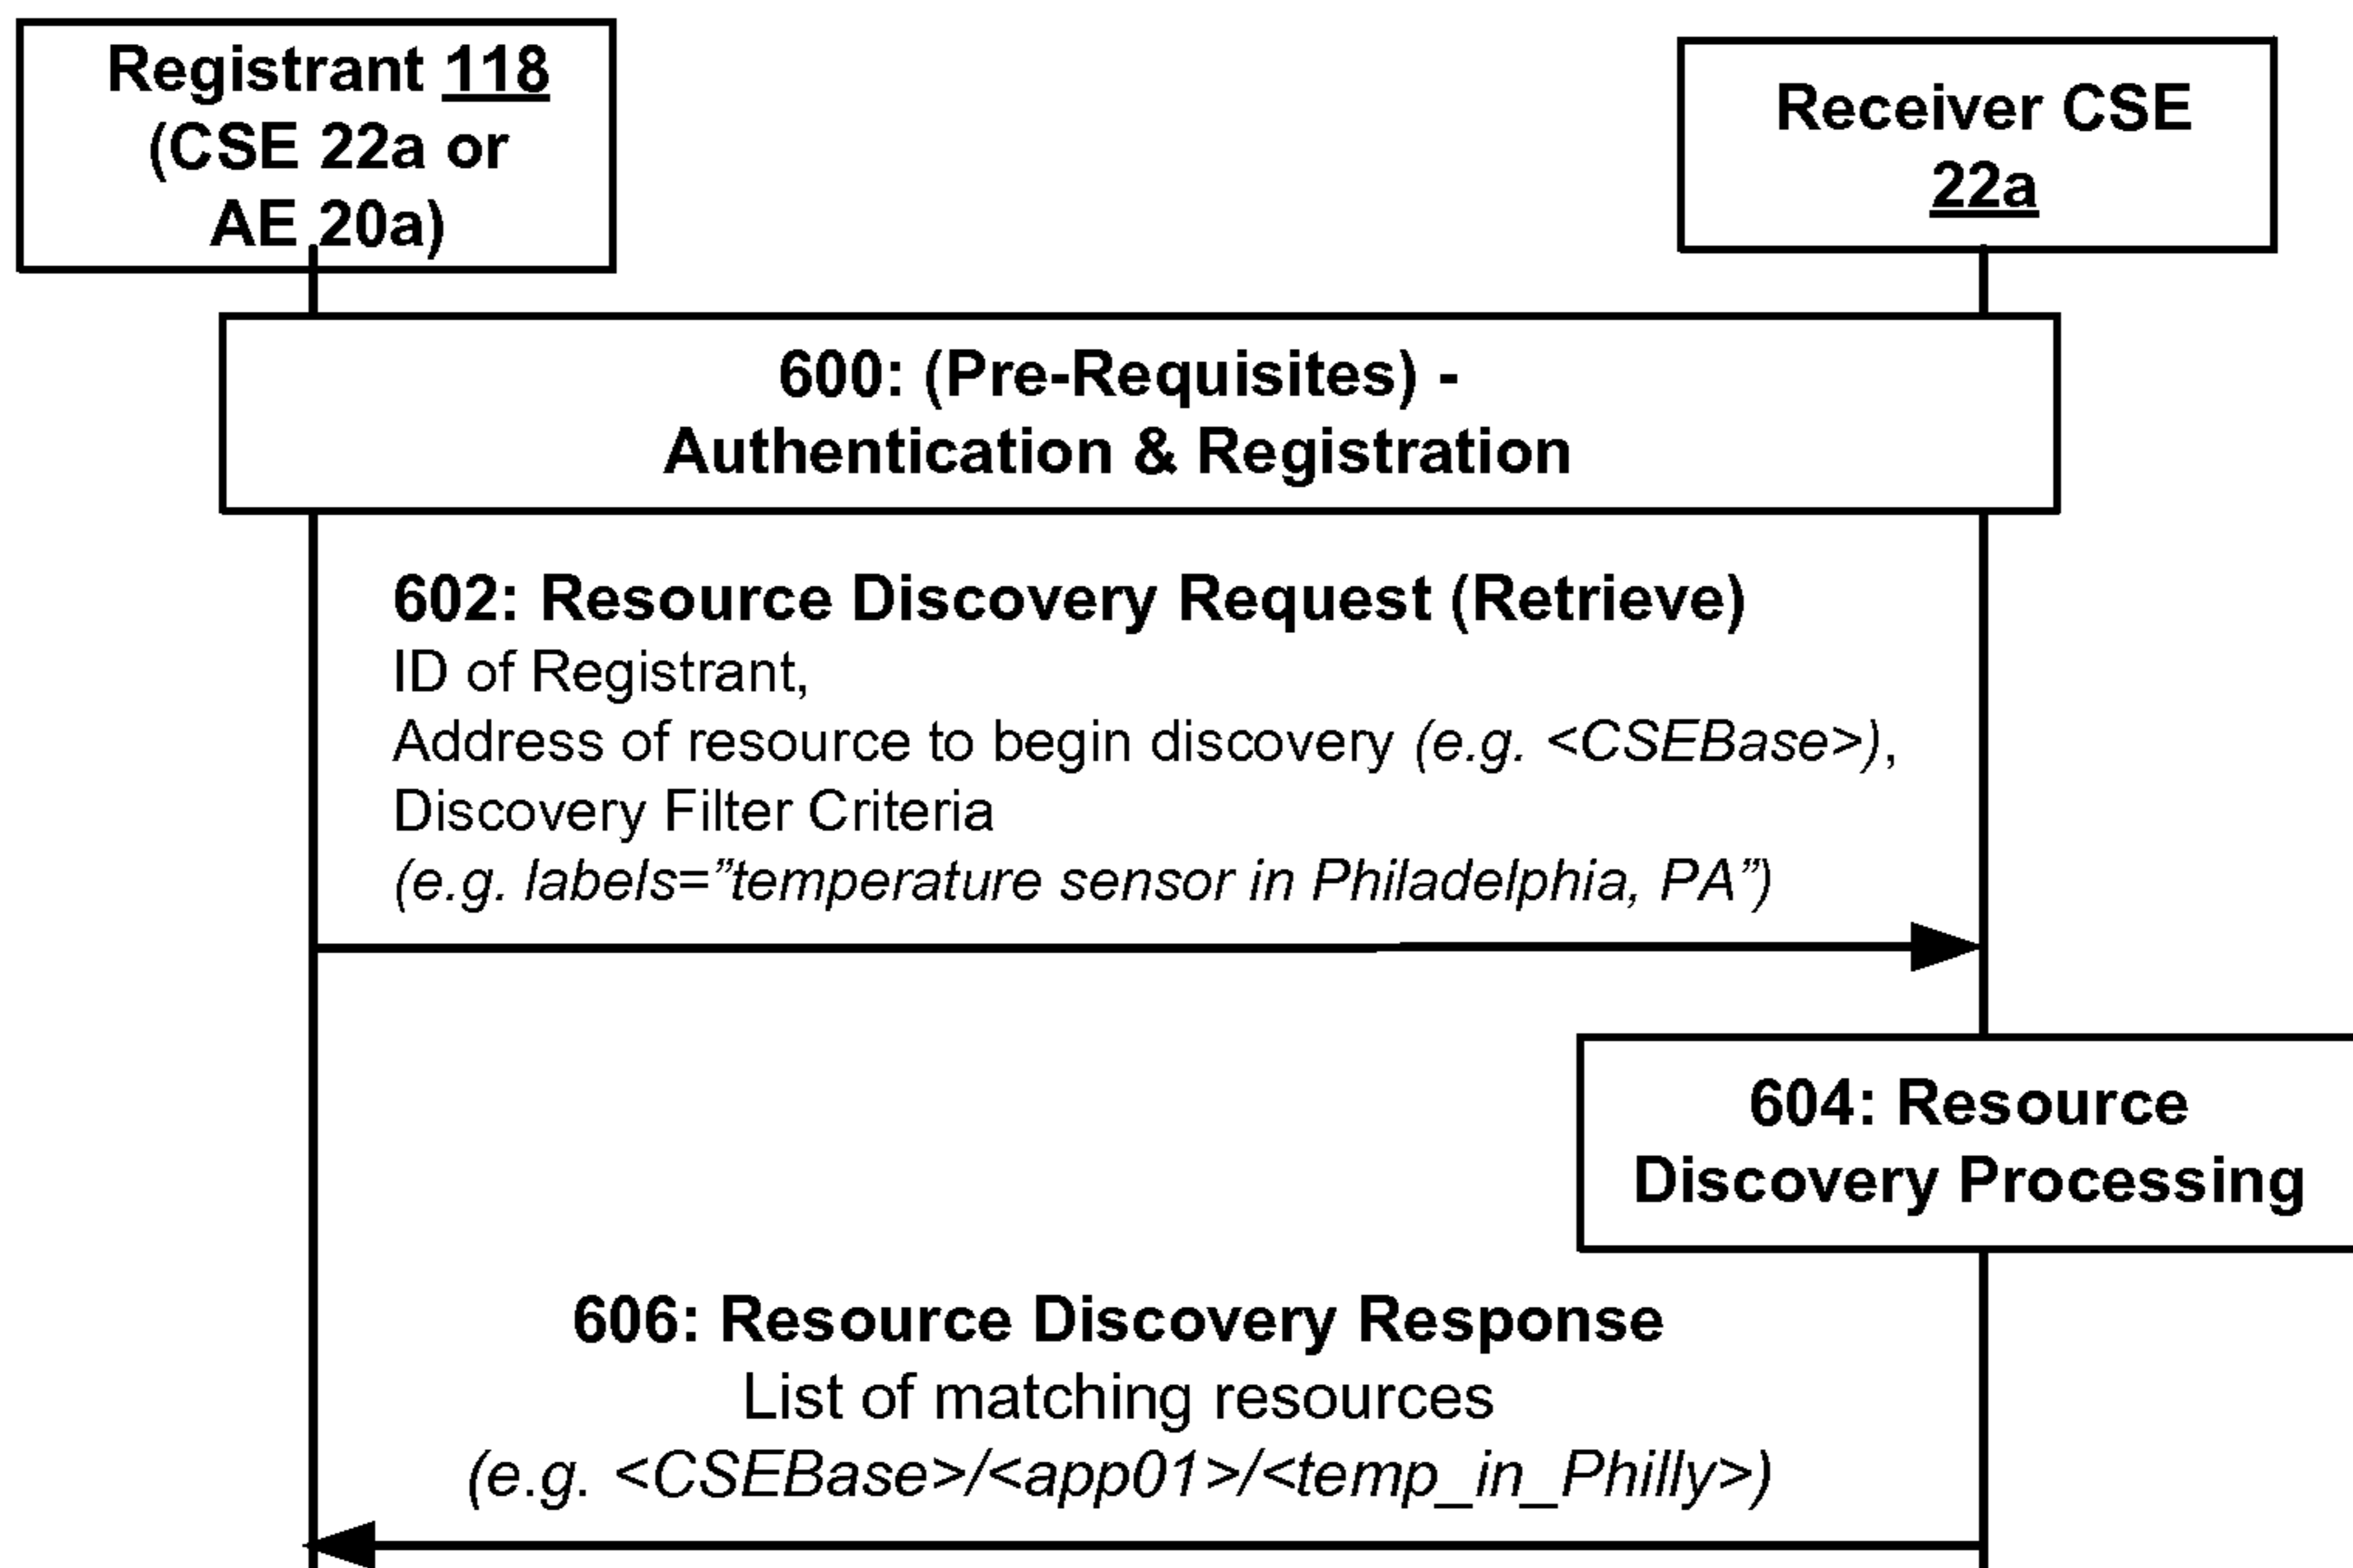 Registrant 118
(CSE 22a or
AE 20a)
Receiver CSE
22a
600: (Pre-Requisites) -
Authentication & Registration
602: Resource Discovery Request (Retrieve)
ID of Registrant,
Address of resource to begin discovery (e.g. <CSEBase>),
Discovery Filter Criteria
(e.g. labels=”temperature sensor in Philadelphia, PA”)
604: Resource
Discovery Processing
606: Resource Discovery Response
List of matching resources
(e.g. <CSEBase>/<app01>/<temp_in_Philly>)